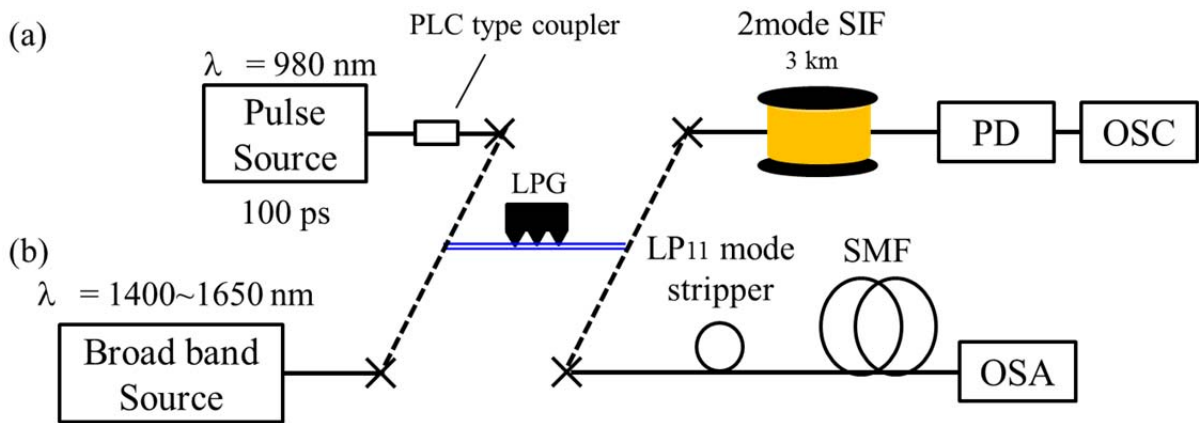 (a)
PLC type coupler
λ = 980 nm
Pulse
Source
100 ps
2mode SIF
3 km
PD
OSC
LPG
(b)
λ = 1400~1650 nm
Broad band
Source
LP11 mode
stripper
SMF
OSA